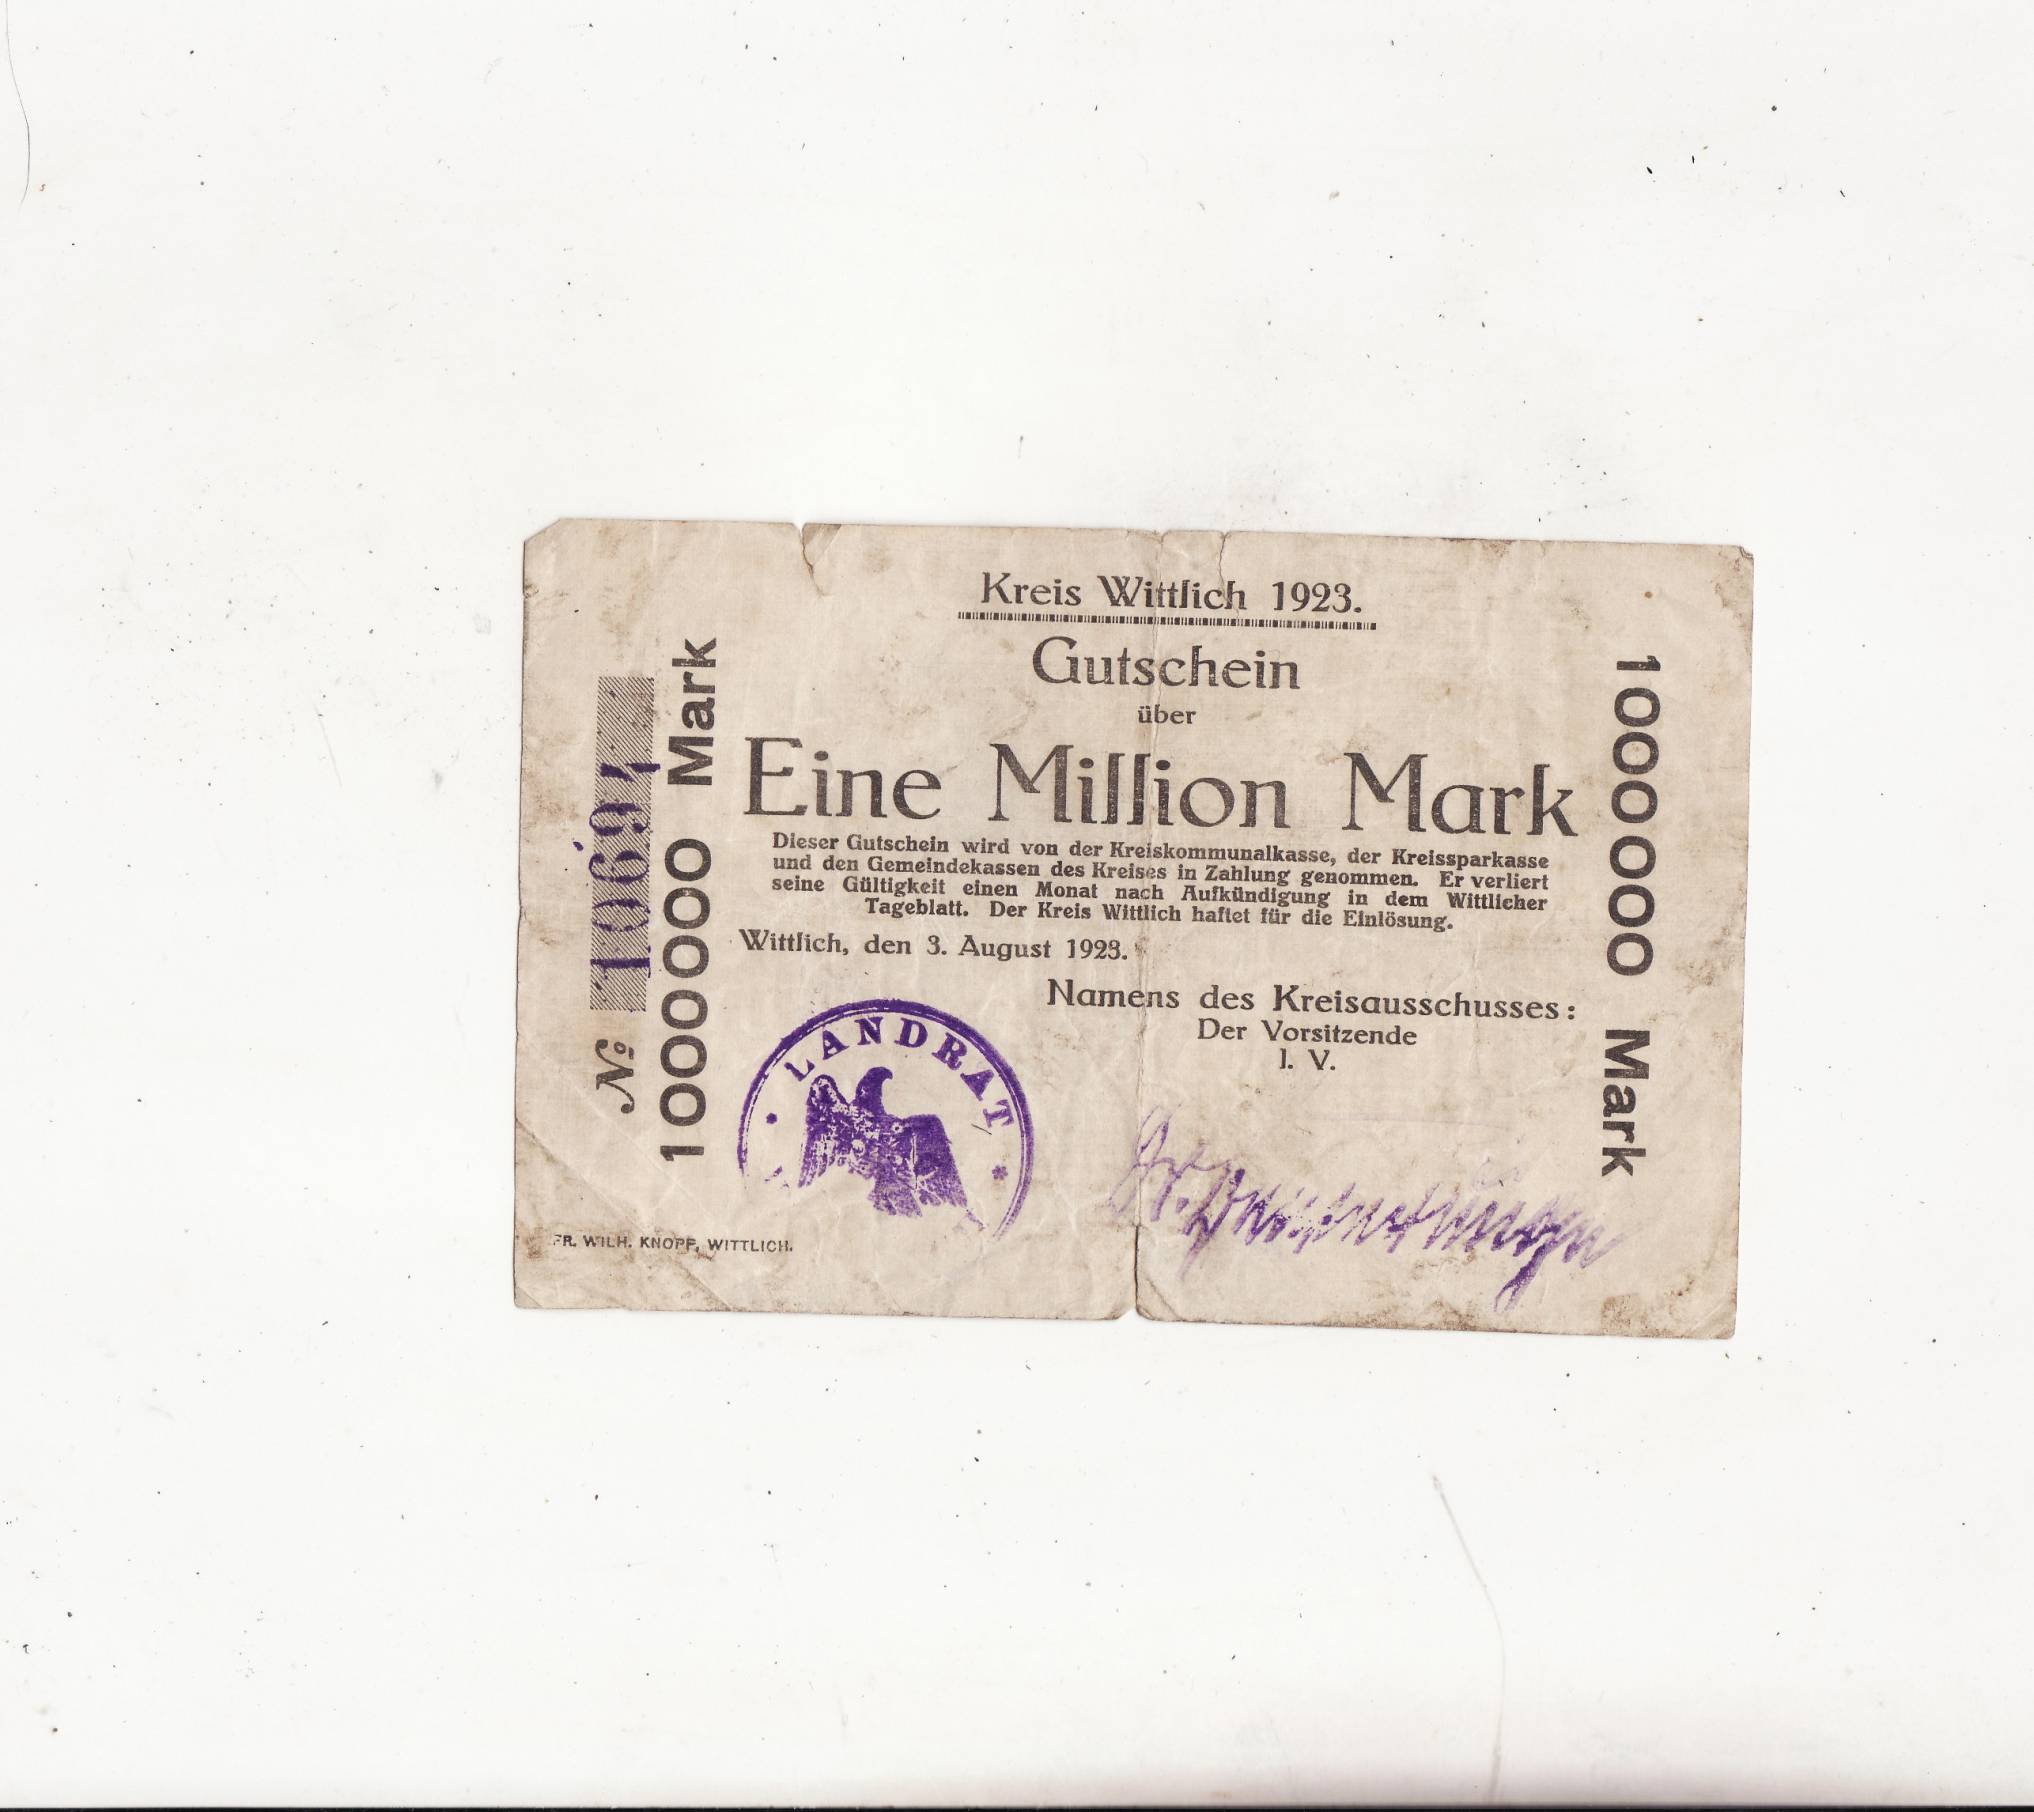 Kreis Wittlich 1923.
Gutschein
über
Eine Million Mark
Dieser Gutschein wird von der Kreiskommunalkasse, der Kreissparkasse
und den Gemeindekassen des Kreises in Zahlung genommen. Er verliert
seine Gültigkeit einen Monat nach Aufkündigung in dem Wittlicher
Tageblatt. Der Kreis Wittlich haftet für die Einlösung.
Wittlich, den 3. August 1923.
Namens des Kreisausschusses:
Der Vorsitzende
I. V.
LANDRAT
FR. WILH. KNOPF, WITTLICH.
№ 10694
1000000 Mark
1000000 Mark